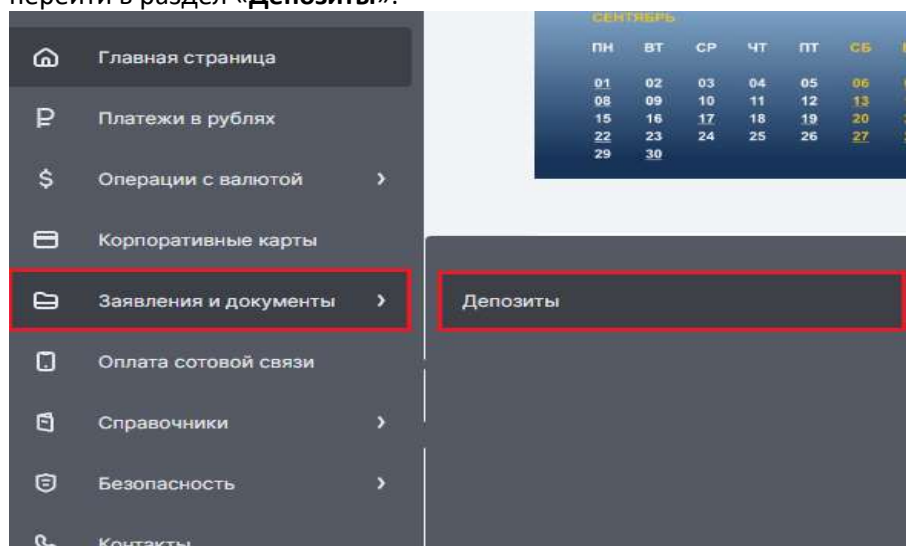 перейти в раздел «Депозиты».
СЕНТЯБРЬ
ПН ВТ СР ЧТ ПТ СБ
01 02 03 04 05 06
08 09 10 11 12 13
15 16 17 18 19 20
22 23 24 25 26 27
29 30
Главная страница
Платежи в рублях
Операции с валютой
Корпоративные карты
Заявления и документы
Депозиты
Оплата сотовой связи
Справочники
Безопасность
Контакты